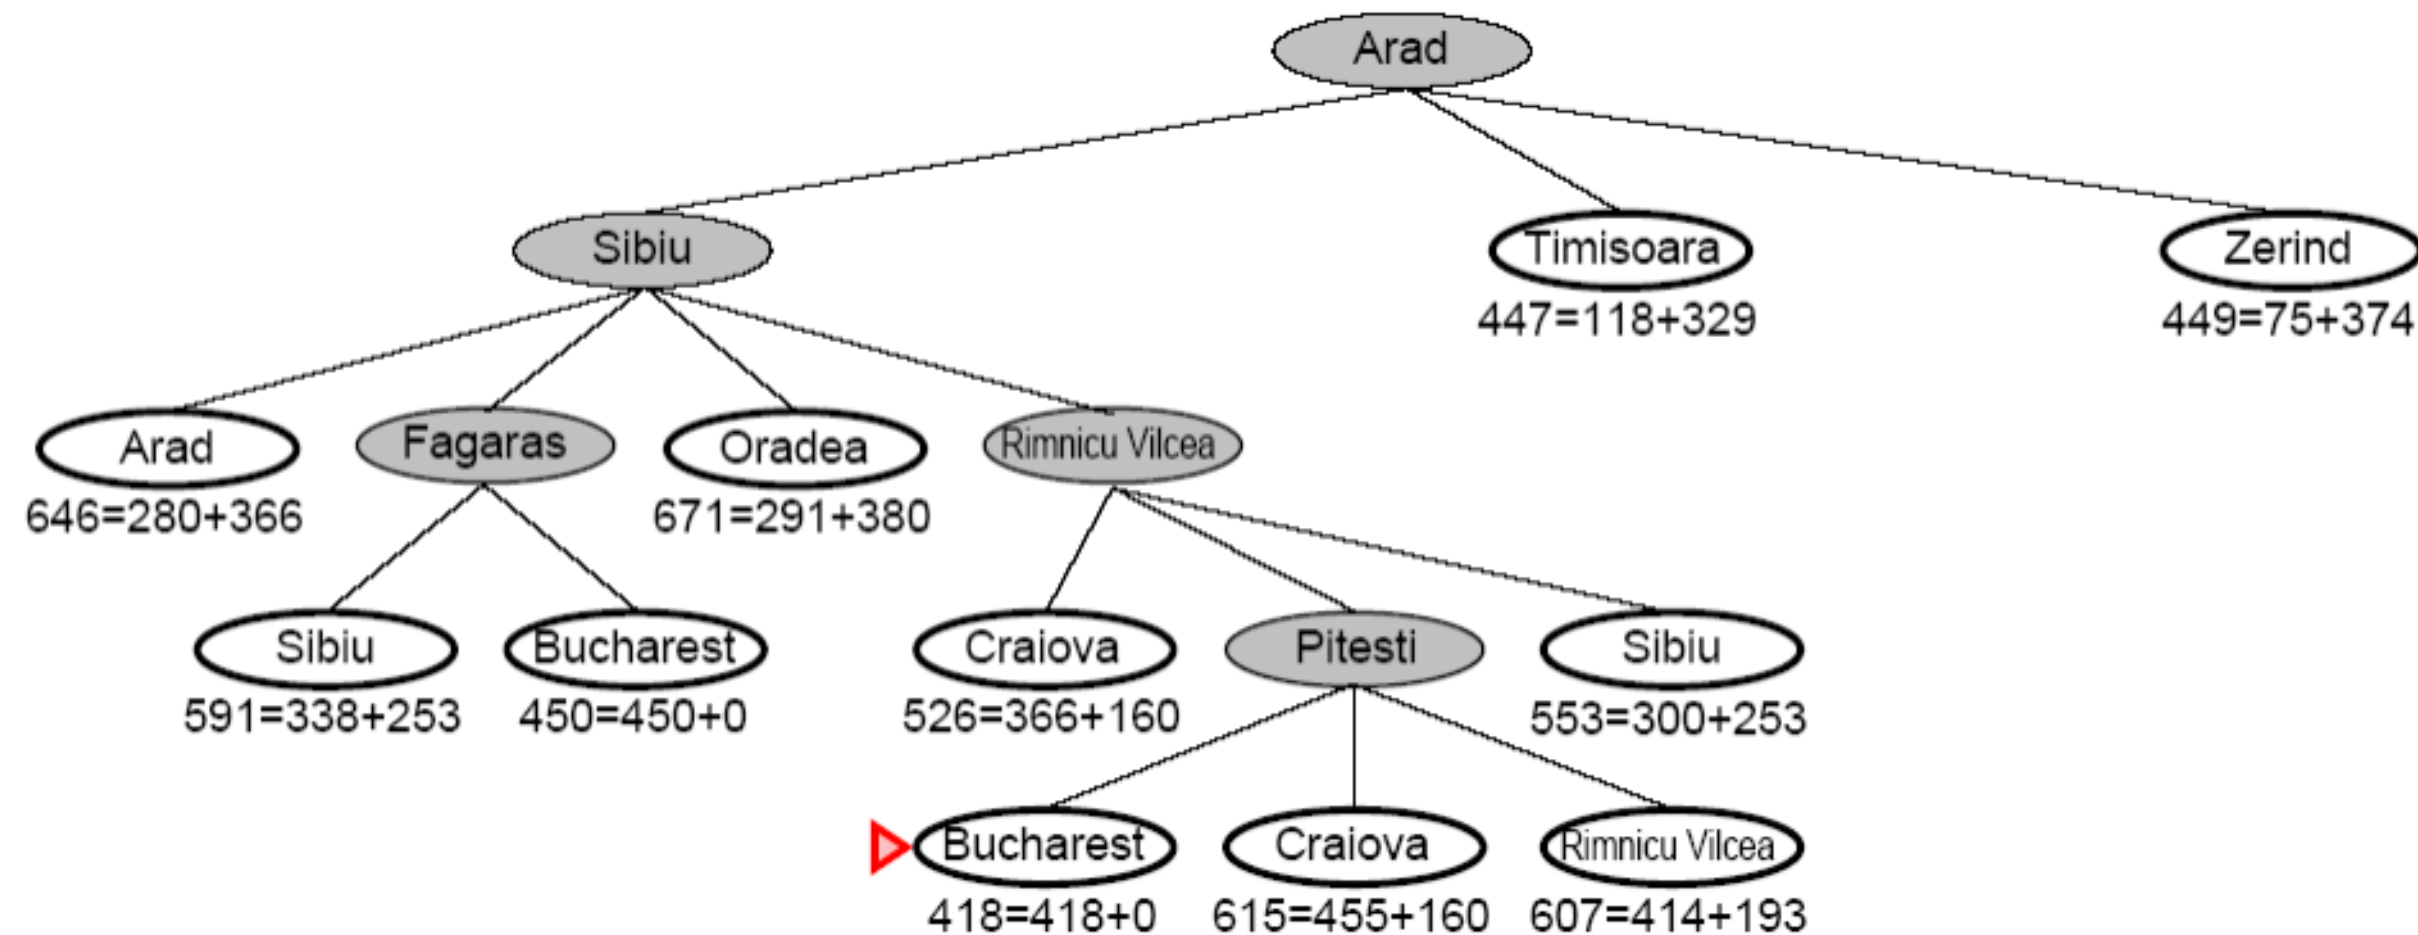 Arad
Sibiu
Timisoara
Zerind
447=118+329
449=75+374
Arad
Fagaras
Oradea
Rimnicu Vilcea
646=280+366
671=291+380
Sibiu
Bucharest
Craiova
Pitesti
Sibiu
591=338+253
450=450+0
526=366+160
553=300+253
Bucharest
Craiova
Rimnicu Vilcea
418=418+0
615=455+160
607=414+193